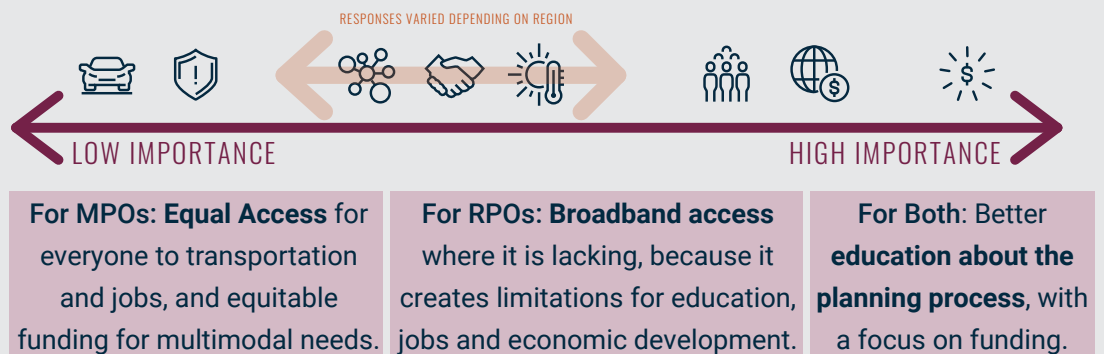 RESPONSES VARIED DEPENDING ON REGION
LOW IMPORTANCE
HIGH IMPORTANCE
For MPOs: Equal Access for
everyone to transportation
and jobs, and equitable
funding for multimodal needs.
For RPOs: Broadband access
where it is lacking, because it
creates limitations for education,
jobs and economic development.
For Both: Better
education about the
planning process, with
a focus on funding.